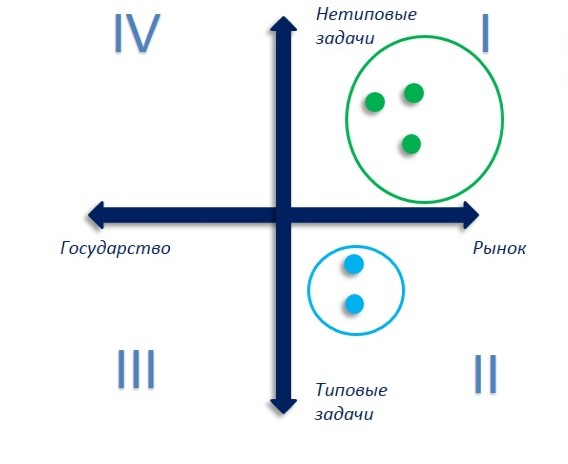 IV
Нетиповые
задачи
I
Государство
Рынок
III
Типовые
задачи
II